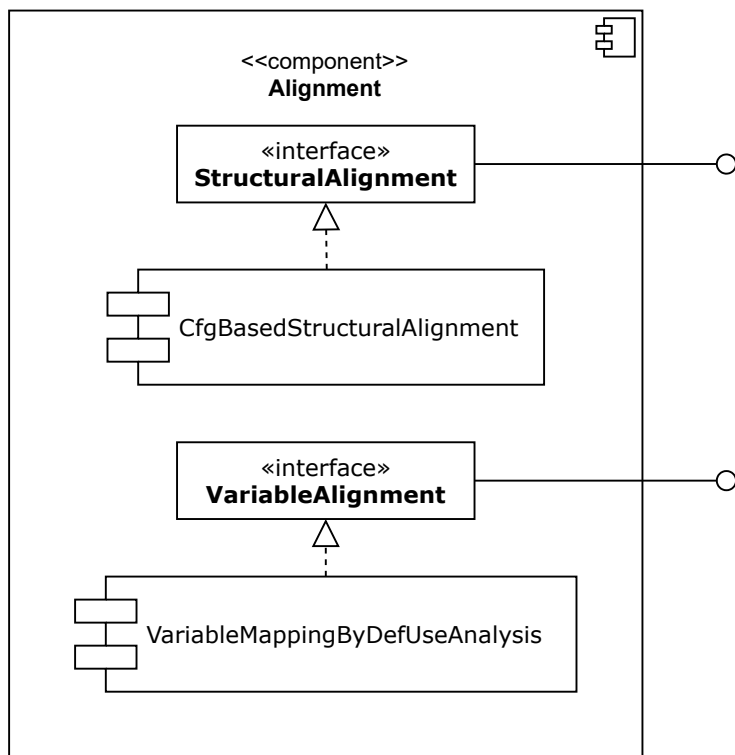 <<component>>
Alignment
«interface»
StructuralAlignment
CfgBasedStructuralAlignment
«interface»
VariableAlignment
VariableMappingByDefUseAnalysis